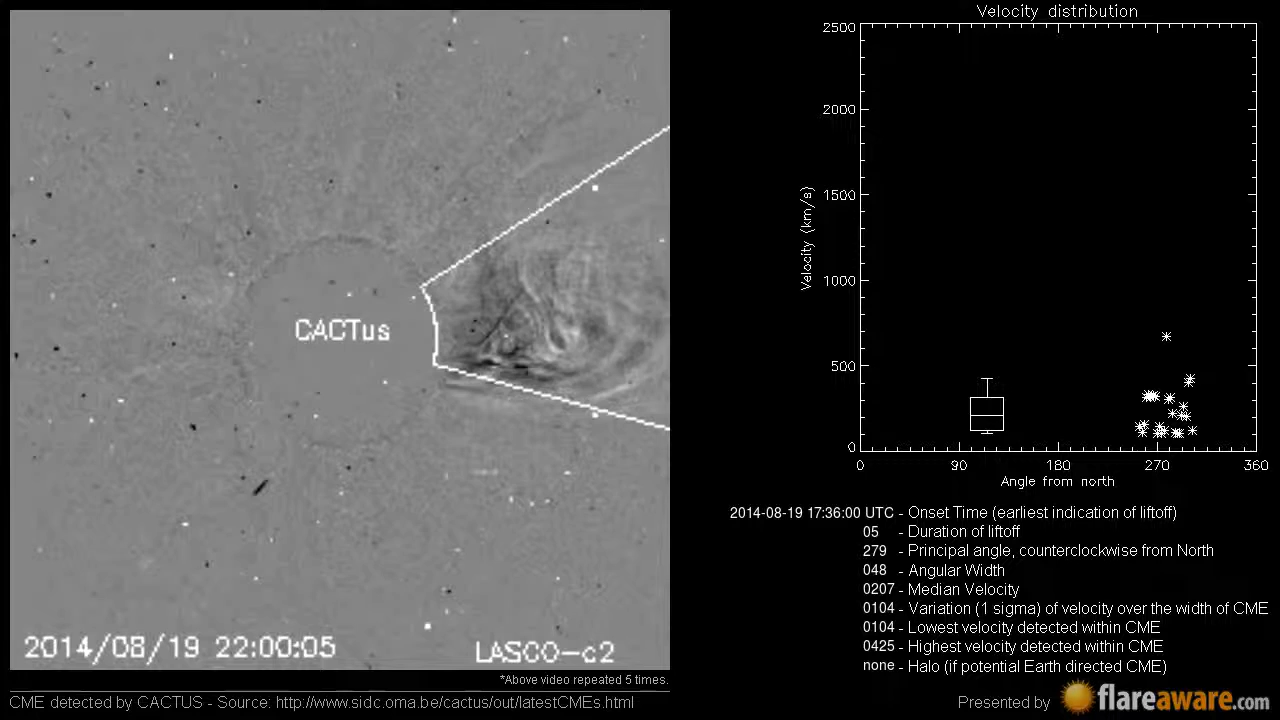 Velocity distribution
2500
2000
1500
1000
500
0
Velocity (km/s)
0 90 180 270 360
Angle from north
CACTus
2014/08/19 22:00:05 LASCO-c2
*Above video repeated 5 times.
CME detected by CACTUS - Source: http://www.sidc.oma.be/cactus/out/latestCMEs.html
2014-08-19 17:36:00 UTC - Onset Time (earliest indication of liftoff)
05 - Duration of liftoff
279 - Principal angle, counterclockwise from North
048 - Angular Width
0207 - Median Velocity
0104 - Variation (1 sigma) of velocity over the width of CME
0104 - Lowest velocity detected within CME
0425 - Highest velocity detected within CME
none - Halo (if potential Earth directed CME)
Presented by flareaware.com